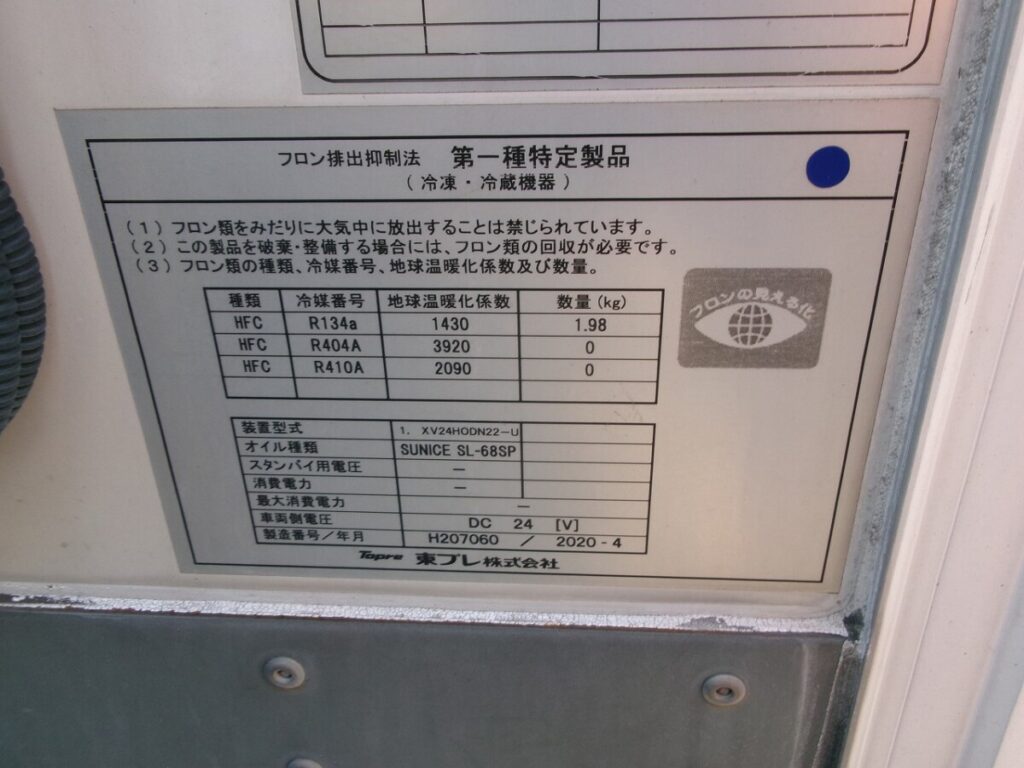 フロン排出抑制法 第一種特定製品
(冷凍・冷蔵機器)
(1) フロン類をみだりに大気中に放出することは禁じられています。
(2) この製品を破棄・整備する場合には、フロン類の回収が必要です。
(3) フロン類の種類、冷媒番号、地球温暖化係数及び数量。
種類 冷媒番号 地球温暖化係数 数量(kg)
HFC R134a 1430 1.98
HFC R404A 3920 0
HFC R410A 2090 0
フロンの見える化
装置型式 1. XV24HODN22-U
オイル種類 SUNICE SL-68SP
スタンバイ用電圧 －
消費電力 －
最大消費電力 －
車両側電圧 DC 24 [V]
製造番号/年月 H207060 / 2020-4
Topre 東プレ株式会社